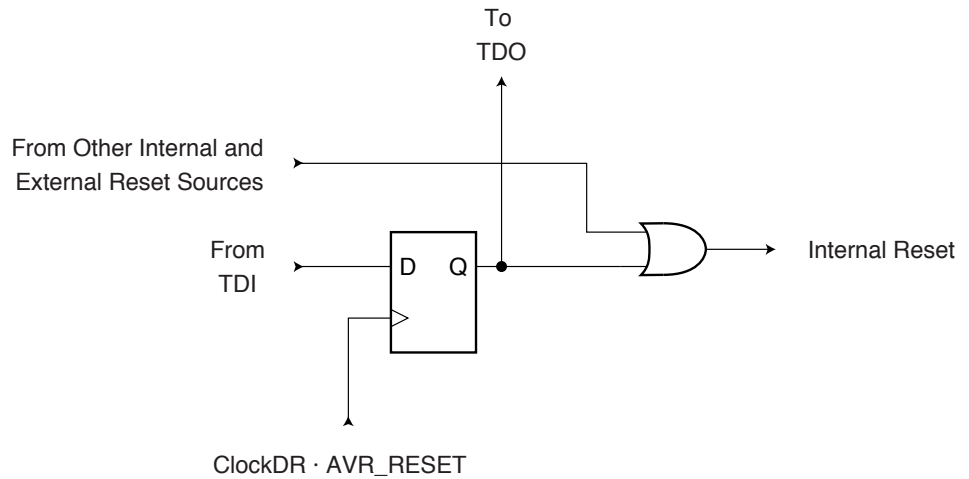 To
TDO
From Other Internal and
External Reset Sources
From
TDI
D
Q
Internal Reset
ClockDR · AVR_RESET